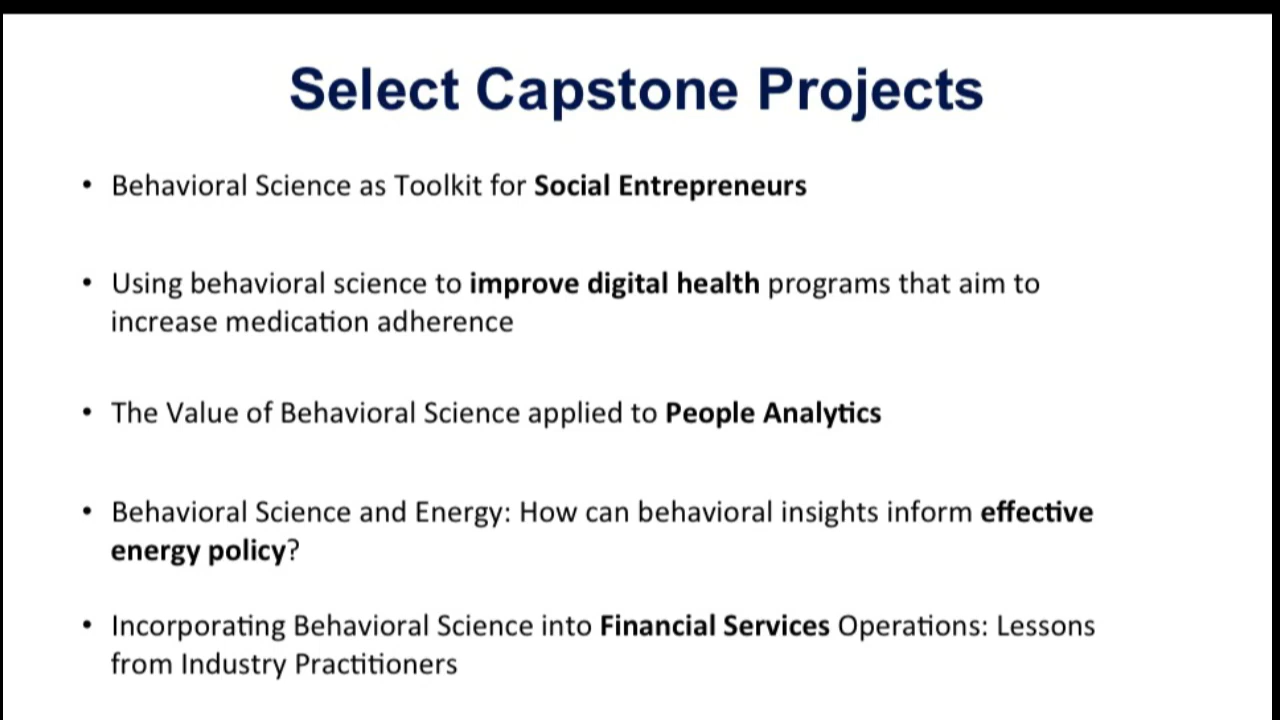 Select Capstone Projects
• Behavioral Science as Toolkit for Social Entrepreneurs
• Using behavioral science to improve digital health programs that aim to
increase medication adherence
• The Value of Behavioral Science applied to People Analytics
• Behavioral Science and Energy: How can behavioral insights inform effective
energy policy?
• Incorporating Behavioral Science into Financial Services Operations: Lessons
from Industry Practitioners